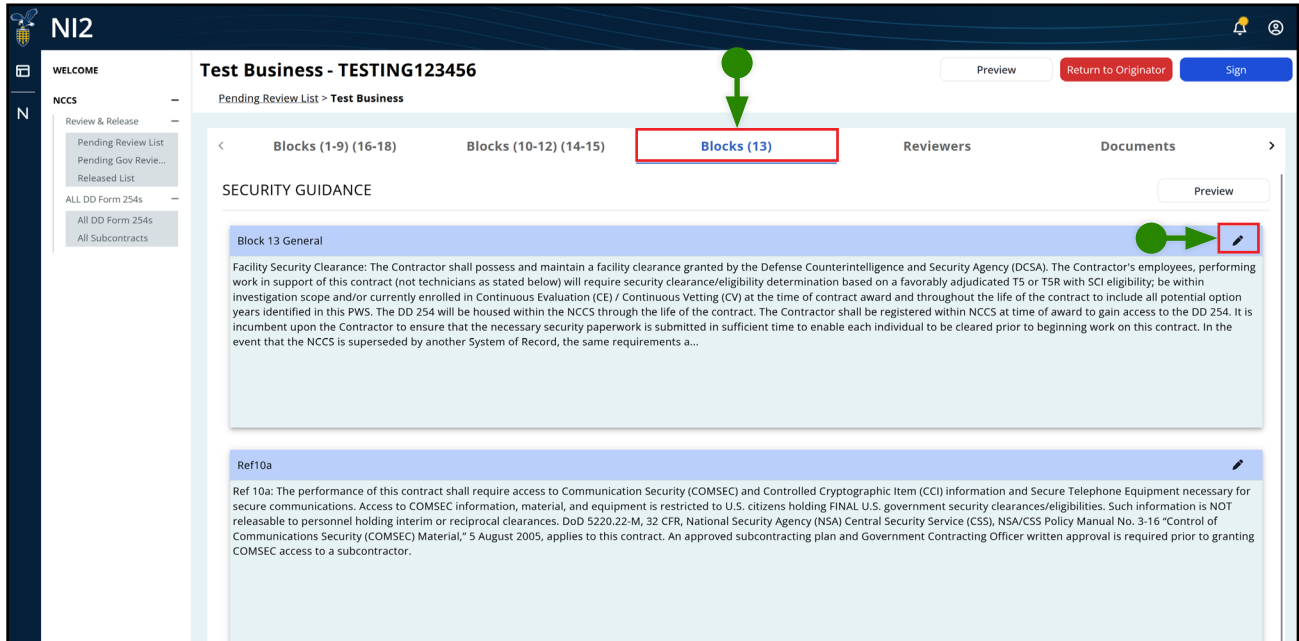 NI2
N
WELCOME
NCCS
Review & Release
Pending Review List
Pending Gov Revie...
Released List
ALL DD Form 254s
All DD Form 254s
All Subcontracts
Test Business - TESTING123456
Preview
Return to Originator
Sign
Pending Review List > Test Business
Blocks (1-9) (16-18)
Blocks (10-12) (14-15)
Blocks (13)
Reviewers
Documents
SECURITY GUIDANCE
Preview
Block 13 General
Facility Security Clearance: The Contractor shall possess and maintain a facility clearance granted by the Defense Counterintelligence and Security Agency (DCSA). The Contractor's employees, performing
work in support of this contract (not technicians as stated below) will require security clearance/eligibility determination based on a favorably adjudicated T5 or T5R with SCI eligibility; be within
investigation scope and/or currently enrolled in Continuous Evaluation (CE) / Continuous Vetting (CV) at the time of contract award and throughout the life of the contract to include all potential option
years identified in this PWS. The DD 254 will be housed within the NCCS through the life of the contract. The Contractor shall be registered within NCCS at time of award to gain access to the DD 254. It is
incumbent upon the Contractor to ensure that the necessary security paperwork is submitted in sufficient time to enable each individual to be cleared prior to beginning work on this contract. In the
event that the NCCS is superseded by another System of Record, the same requirements a...
Ref10a
Ref 10a: The performance of this contract shall require access to Communication Security (COMSEC) and Controlled Cryptographic Item (CCI) information and Secure Telephone Equipment necessary for
secure communications. Access to COMSEC information, material, and equipment is restricted to U.S. citizens holding FINAL U.S. government security clearances/eligibilities. Such information is NOT
releasable to personnel holding interim or reciprocal clearances. DoD 5220.22-M, 32 CFR, National Security Agency (NSA) Central Security Service (CSS), NSA/CSS Policy Manual No. 3-16 “Control of
Communications Security (COMSEC) Material,” 5 August 2005, applies to this contract. An approved subcontracting plan and Government Contracting Officer written approval is required prior to granting
COMSEC access to a subcontractor.